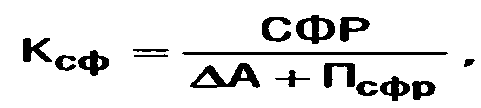 Kсф = СФР / ΔA + Псфр ,